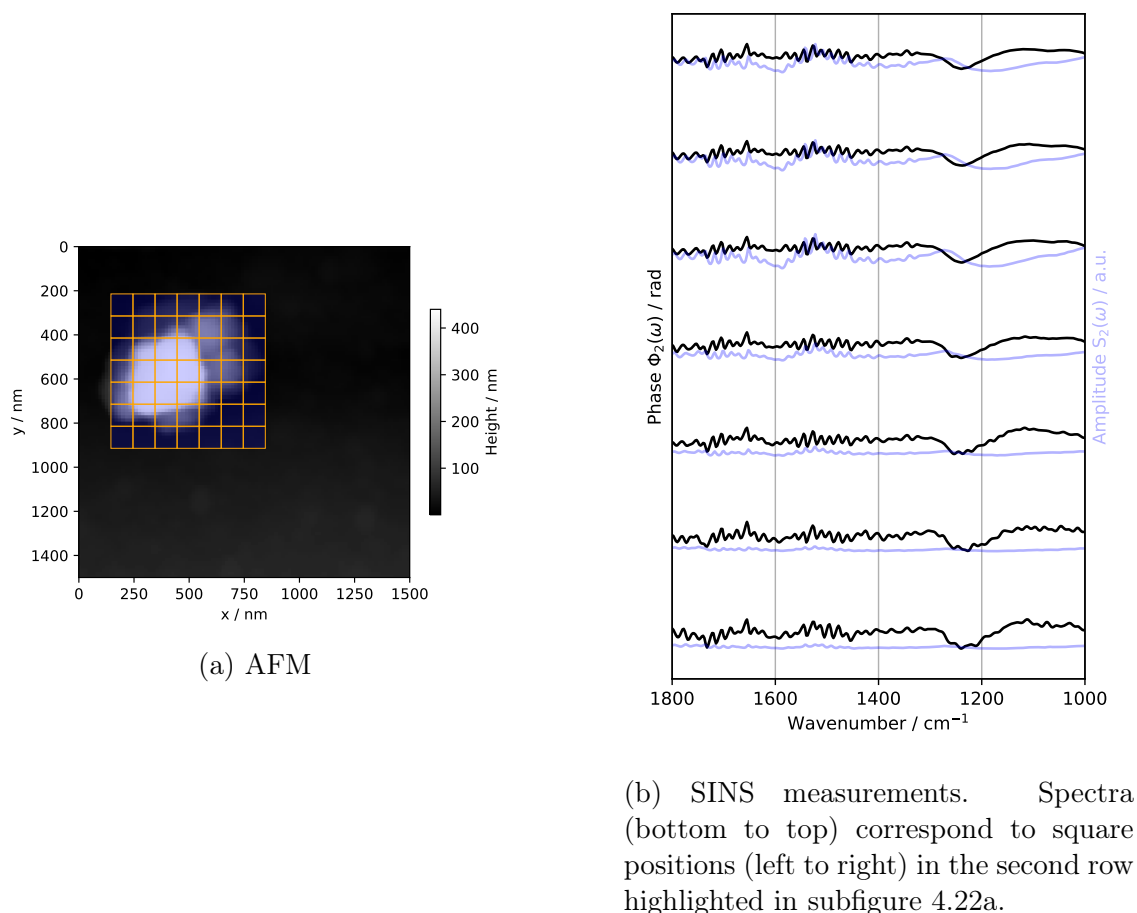 0
200
400
600
800
1000
1200
1400
y / nm
0
250
500
750
1000
1250
1500
x / nm
400
300
200
100
Height / nm
(a) AFM
Phase Φ₂(ω) / rad
Amplitude S₂(ω) / a.u.
1800
1600
1400
1200
1000
Wavenumber / cm⁻¹
(b) SINS measurements. Spectra
(bottom to top) correspond to square
positions (left to right) in the second row
highlighted in subfigure 4.22a.